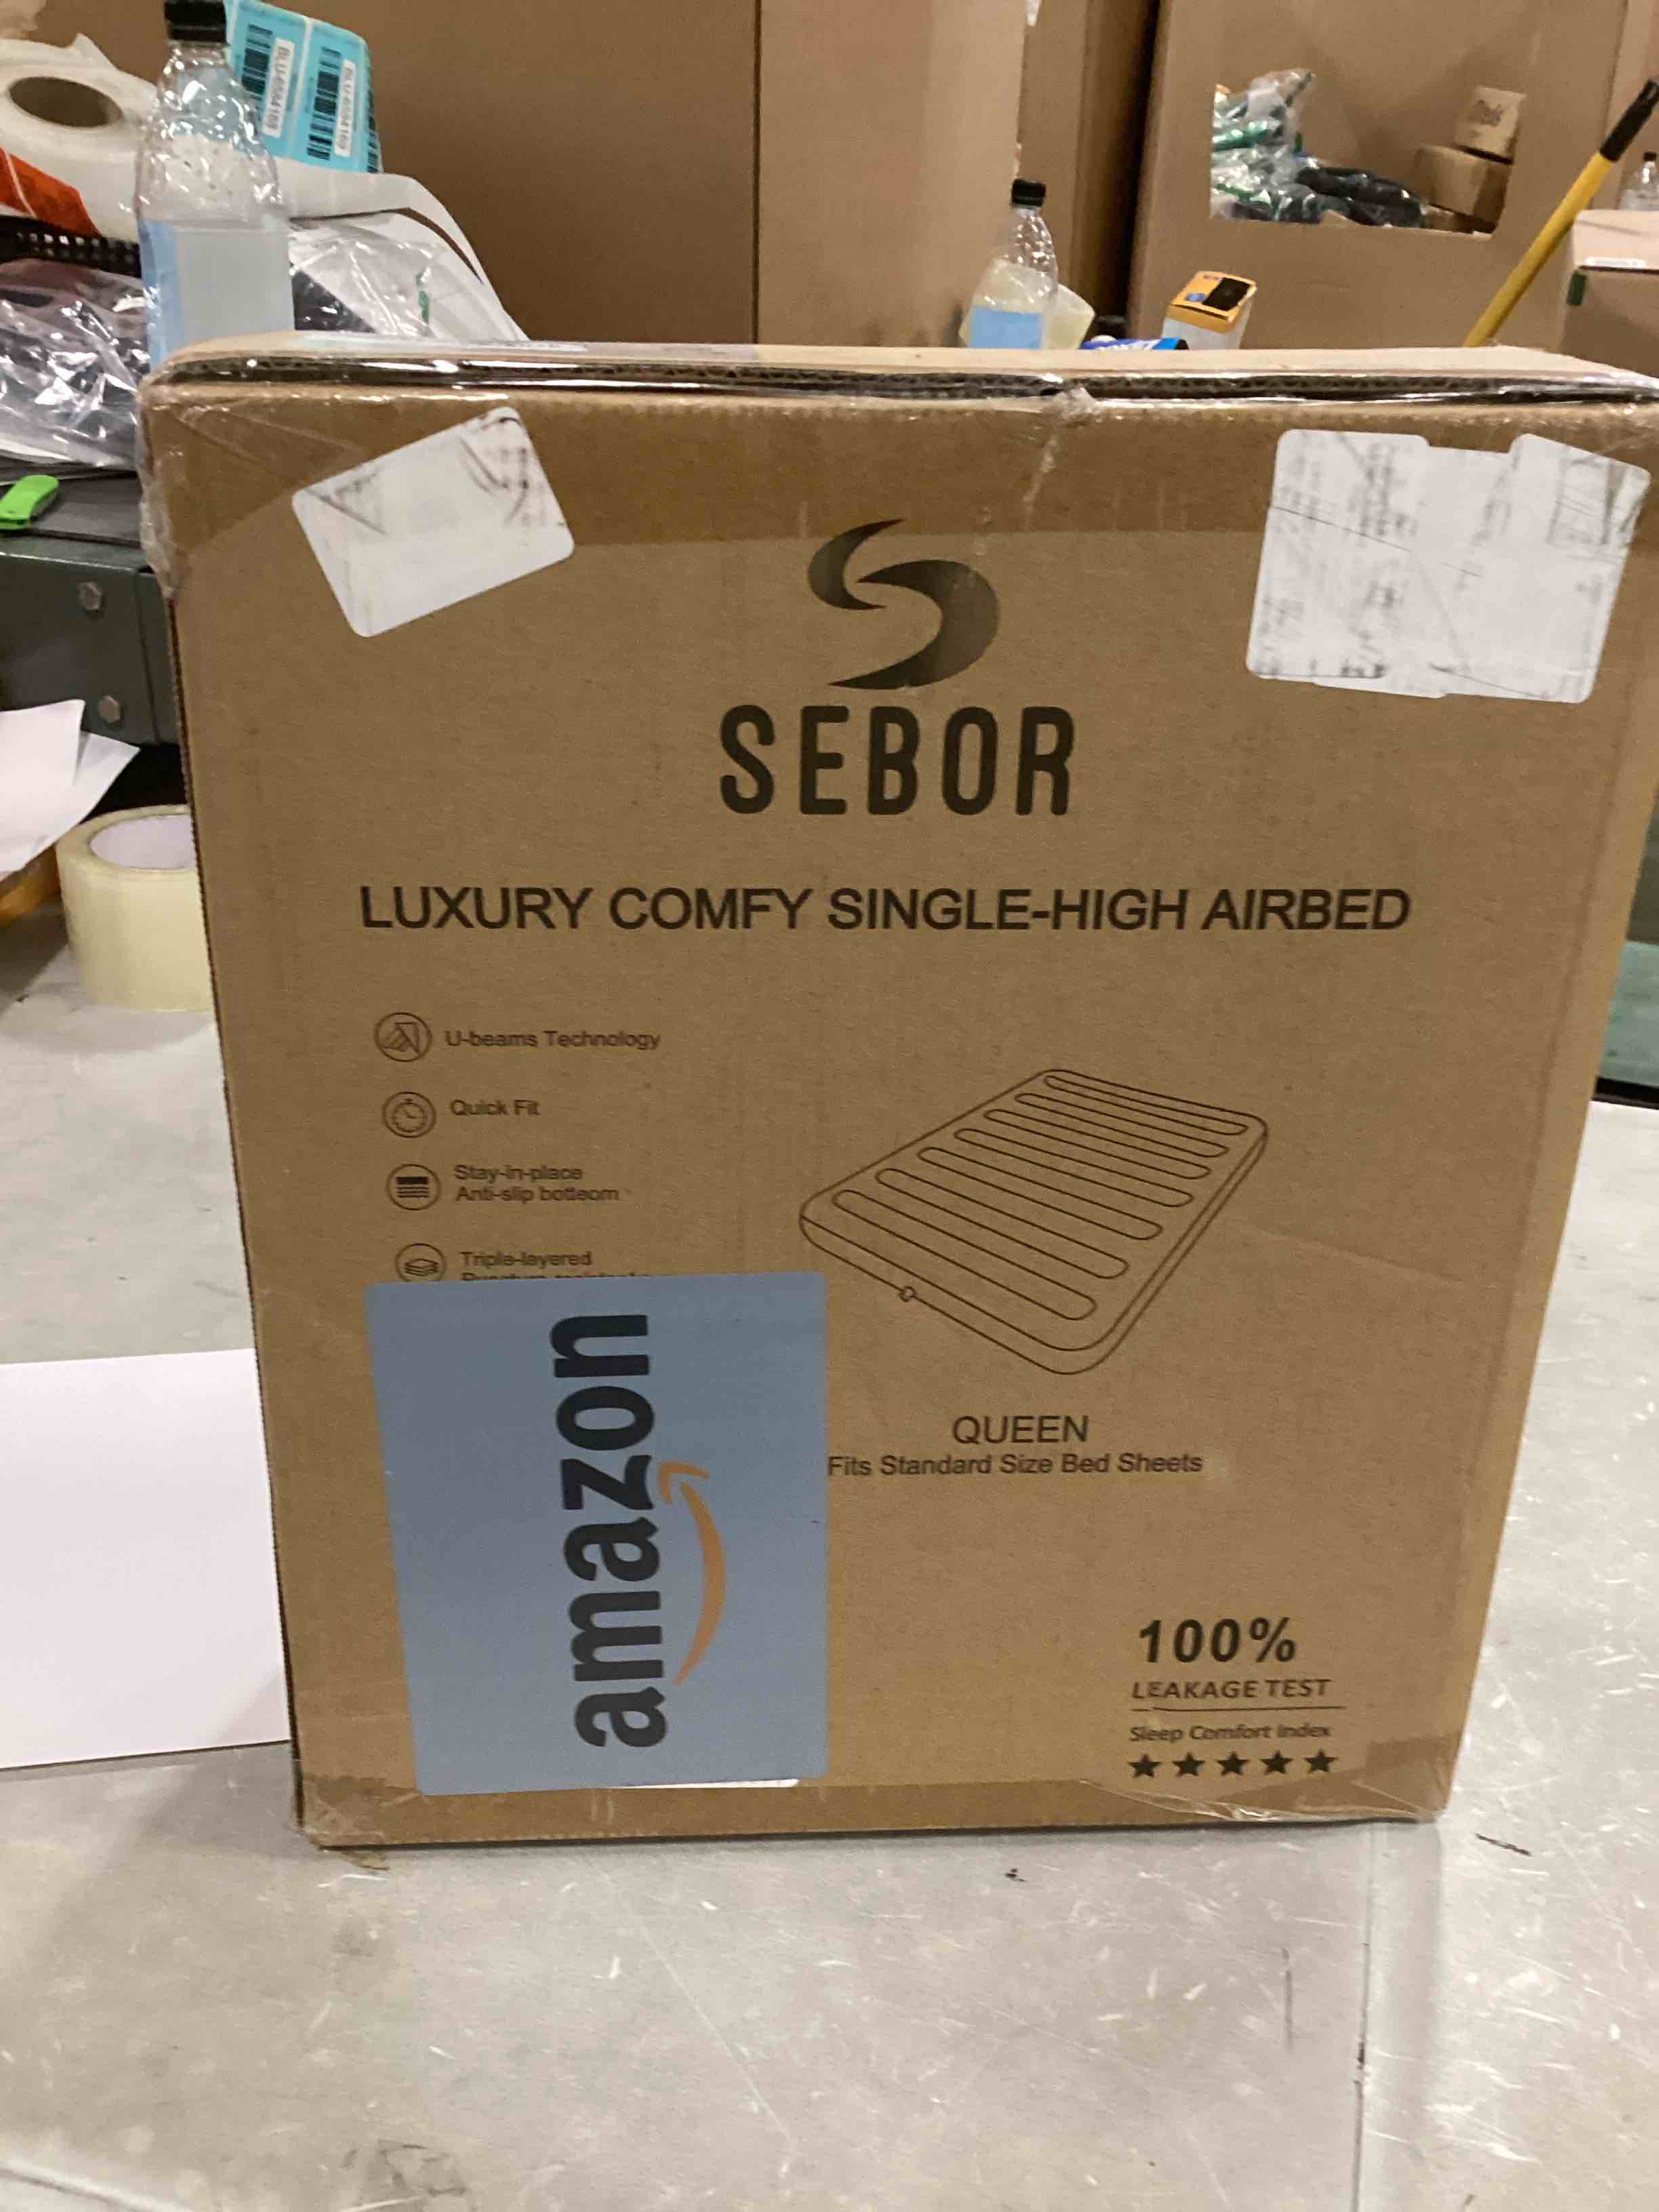 SEBOR
LUXURY COMFY SINGLE-HIGH AIRBED
U-beams Technology
Quick Fit
Stay-in-place
Anti-slip botteom
Triple-layered
amazon
QUEEN
Fits Standard Size Bed Sheets
100%
LEAKAGE TEST
Sleep Comfort Index